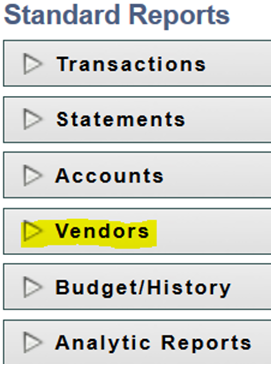 Standard Reports
Transactions
Statements
Accounts
Vendors
Budget/History
Analytic Reports